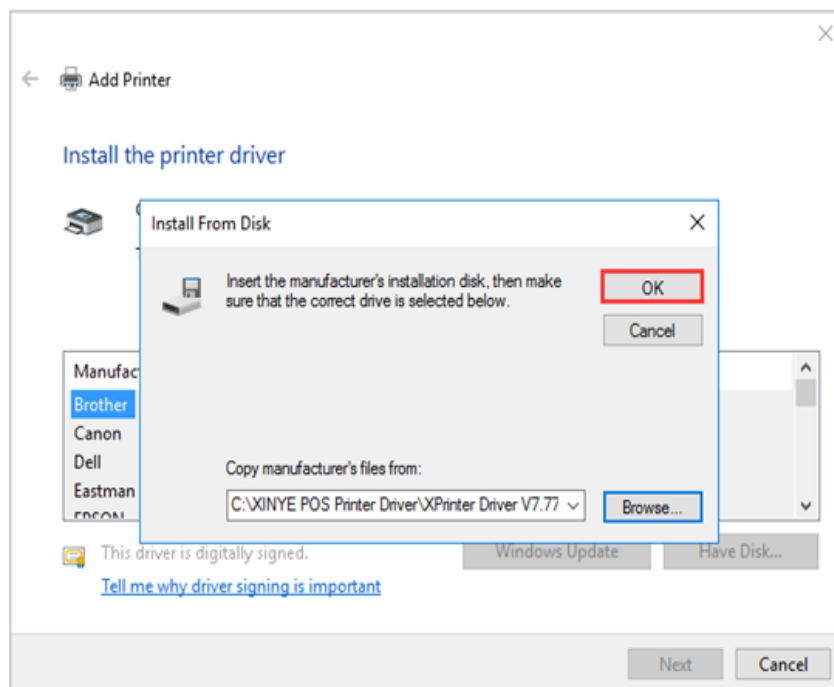 Add Printer
Install the printer driver
Install From Disk
Insert the manufacturer's installation disk, then make
sure that the correct drive is selected below.
OK
Cancel
Manufac
Brother
Canon
Dell
Eastman
EPSON
Copy manufacturer's files from:
C:\XINYE POS Printer Driver\XPrinter Driver V7.77
Browse...
This driver is digitally signed.
Windows Update
Have Disk...
Tell me why driver signing is important
Next
Cancel